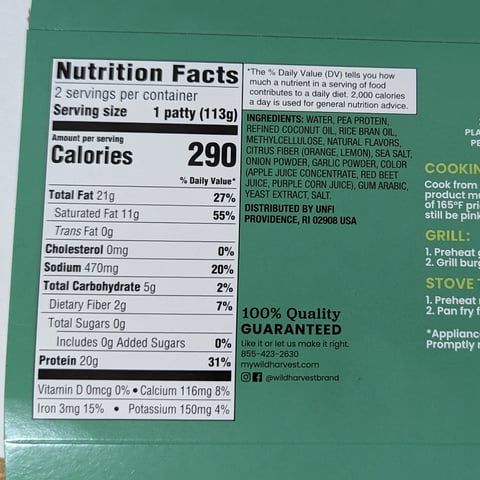 Nutrition Facts
2 servings per container
Serving size 1 patty (113g)
Amount per serving
Calories 290
% Daily Value*
Total Fat 21g 27%
Saturated Fat 11g 55%
Trans Fat 0g
Cholesterol 0mg 0%
Sodium 470mg 20%
Total Carbohydrate 5g 2%
Dietary Fiber 2g 7%
Total Sugars 0g
Includes 0g Added Sugars 0%
Protein 20g 31%
Vitamin D 0mcg 0% • Calcium 116mg 8%
Iron 3mg 15% • Potassium 150mg 4%
*The % Daily Value (DV) tells you how
much a nutrient in a serving of food
contributes to a daily diet. 2,000 calories
a day is used for general nutrition advice.
INGREDIENTS: WATER, PEA PROTEIN,
REFINED COCONUT OIL, RICE BRAN OIL,
METHYLCELLULOSE, NATURAL FLAVORS,
CITRUS FIBER (ORANGE, LEMON), SEA SALT,
ONION POWDER, GARLIC POWDER, COLOR
(APPLE JUICE CONCENTRATE, RED BEET
JUICE, PURPLE CORN JUICE), GUM ARABIC,
YEAST EXTRACT, SALT.
DISTRIBUTED BY UNFI
PROVIDENCE, RI 02908 USA
100% Quality
GUARANTEED
Like it or let us make it right.
855-423-2630
mywildharvest.com
@wildharvestbrand
PLA
PE
COOKIN
Cook from
product mu
of 165°F pri
still be pink
GRILL:
1. Preheat g
2. Grill burg
STOVE T
1. Preheat
2. Pan fry f
*Applianc
Promptly r